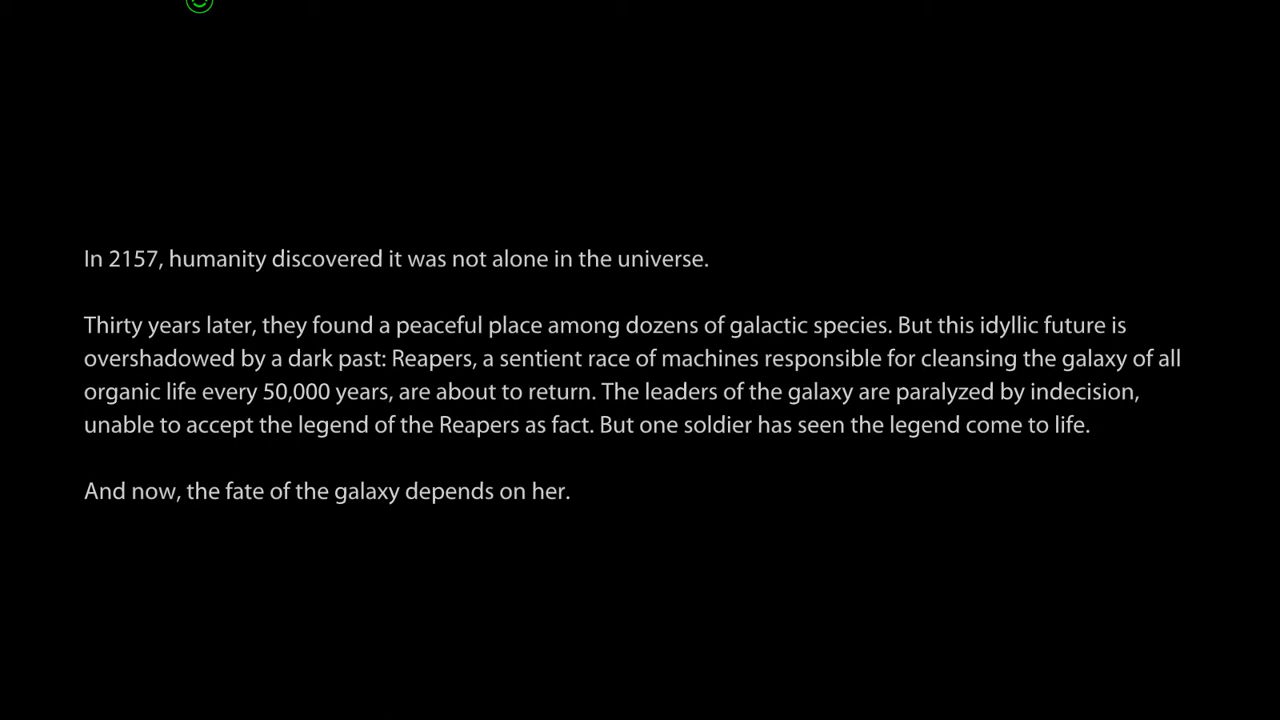 In 2157, humanity discovered it was not alone in the universe.
Thirty years later, they found a peaceful place among dozens of galactic species. But this idyllic future is
overshadowed by a dark past: Reapers, a sentient race of machines responsible for cleansing the galaxy of all
organic life every 50,000 years, are about to return. The leaders of the galaxy are paralyzed by indecision,
unable to accept the legend of the Reapers as fact. But one soldier has seen the legend come to life.
And now, the fate of the galaxy depends on her.